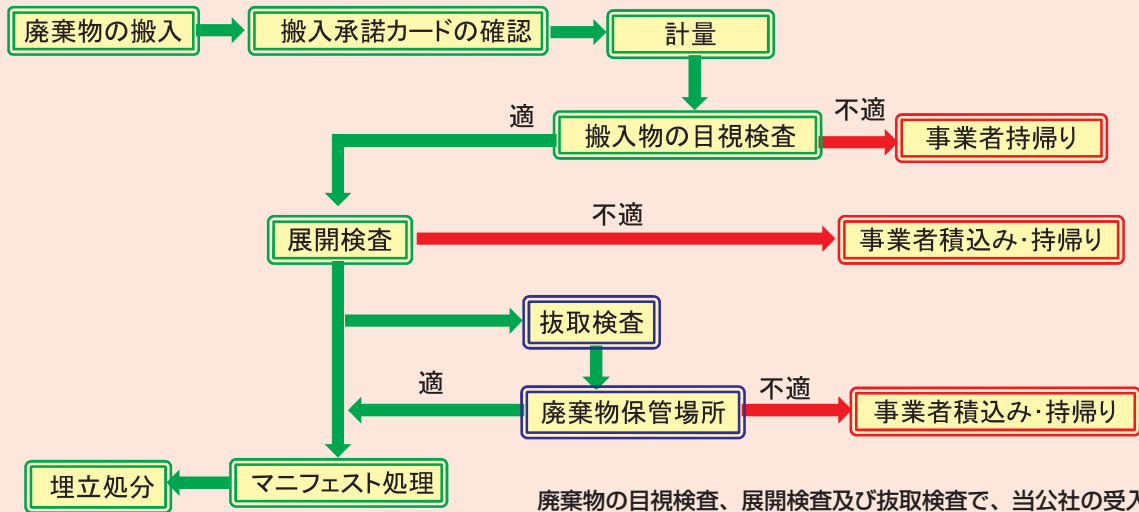 廃棄物の搬入
搬入承諾カードの確認
計量
適
搬入物の目視検査
不適
事業者持帰り
展開検査
不適
事業者積込み・持帰り
抜取検査
適
廃棄物保管場所
不適
事業者積込み・持帰り
埋立処分
マニフェスト処理
廃棄物の目視検査、展開検査及び抜取検査で、当公社の受入